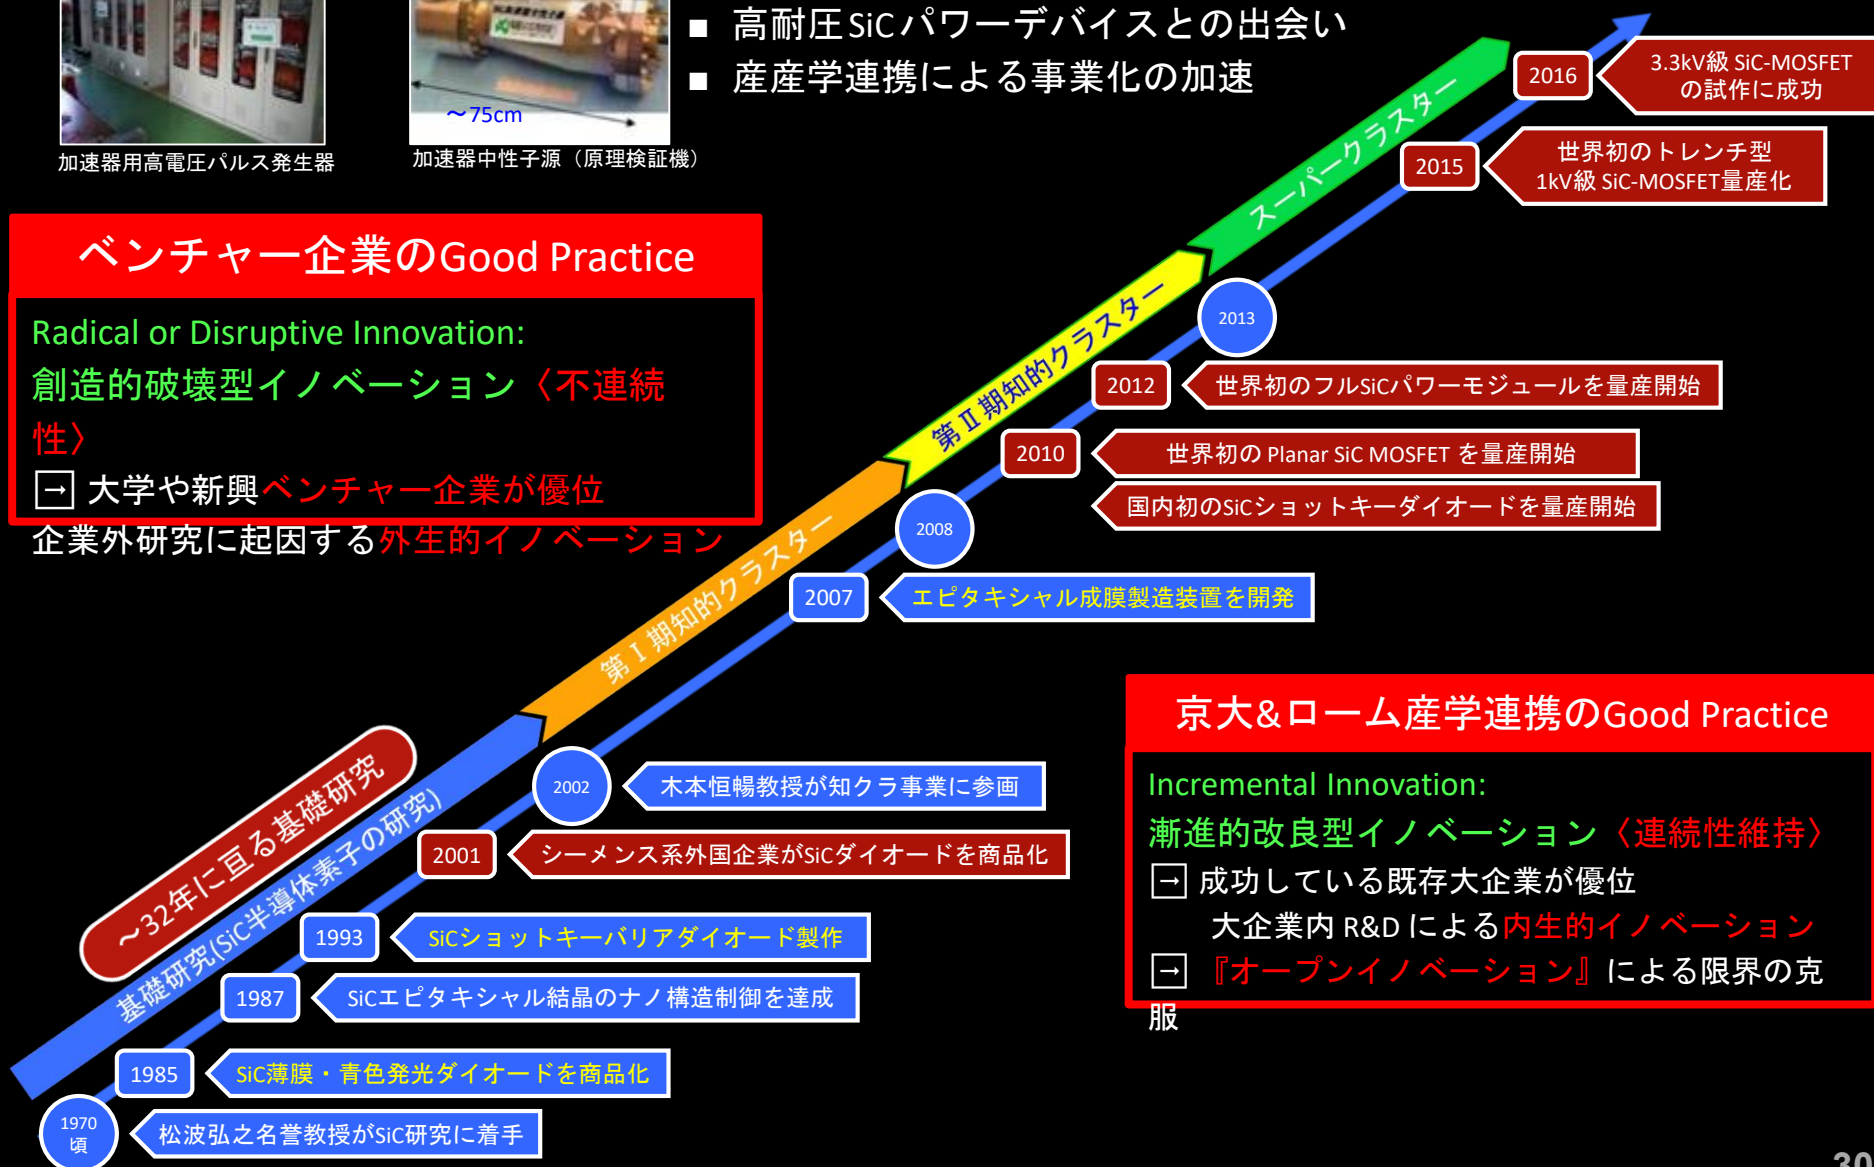 ■ 高耐圧SiCパワーデバイスとの出会い
■ 産産学連携による事業化の加速
～75cm
加速器用高電圧パルス発生器
加速器中性子源（原理検証機）
ベンチャー企業のGood Practice
Radical or Disruptive Innovation:
創造的破壊型イノベーション〈不連続
性〉
→ 大学や新興ベンチャー企業が優位
企業外研究に起因する外生的イノベーション
スーパークラスター
第Ⅱ期知的クラスター
第Ⅰ期知的クラスター
～32年に亘る基礎研究
基礎研究(SiC半導体素子の研究)
2016
3.3kV級 SiC-MOSFET
の試作に成功
2015
世界初のトレンチ型
1kV級 SiC-MOSFET量産化
2013
2012
世界初のフルSiCパワーモジュールを量産開始
2010
世界初の Planar SiC MOSFET を量産開始
国内初のSiCショットキーダイオードを量産開始
2008
2007
エピタキシャル成膜製造装置を開発
2002
木本恒暢教授が知クラ事業に参画
2001
シーメンス系外国企業がSiCダイオードを商品化
1993
SiCショットキーバリアダイオード製作
1987
SiCエピタキシャル結晶のナノ構造制御を達成
1985
SiC薄膜・青色発光ダイオードを商品化
1970
頃
松波弘之名誉教授がSiC研究に着手
京大&ローム産学連携のGood Practice
Incremental Innovation:
漸進的改良型イノベーション〈連続性維持〉
→ 成功している既存大企業が優位
大企業内 R&D による内生的イノベーション
→ 『オープンイノベーション』による限界の克
服
30